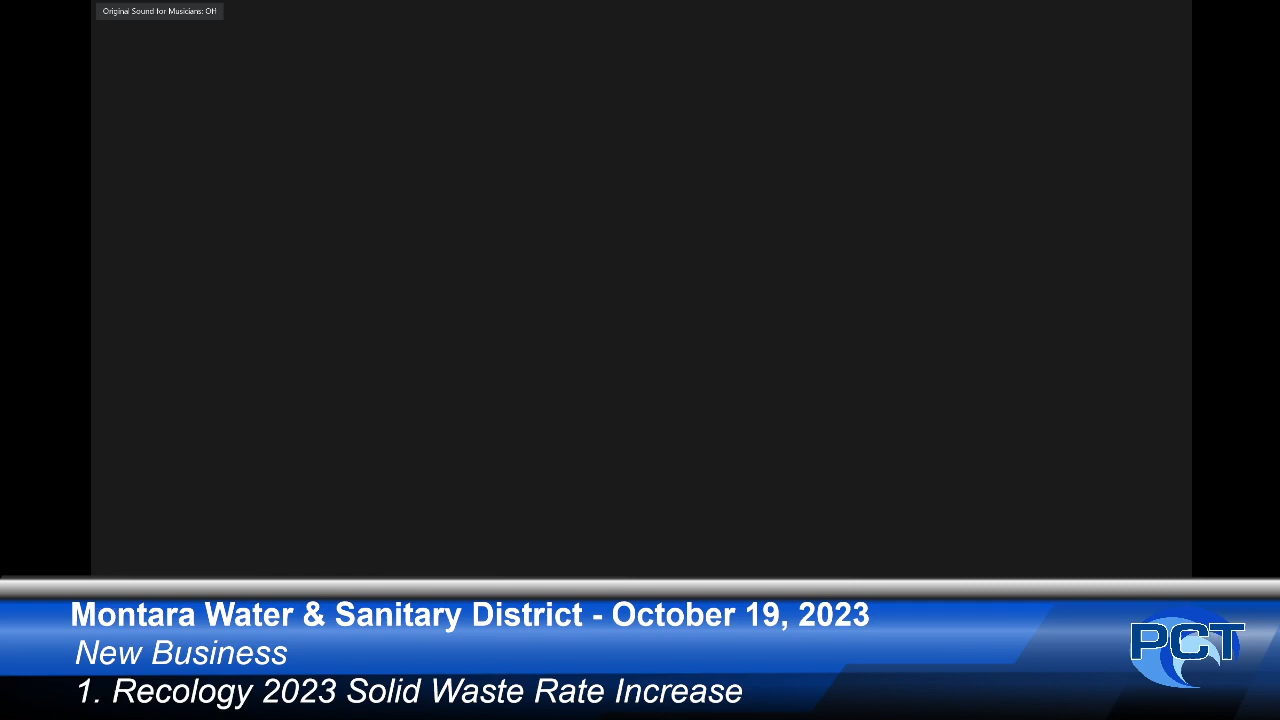 Original Sound for Musicians: Off
Montara Water & Sanitary District - October 19, 2023
New Business
PCT
1. Recology 2023 Solid Waste Rate Increase